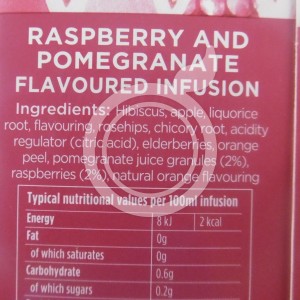 RASPBERRY AND
POMEGRANATE
FLAVOURED INFUSION
Ingredients: Hibiscus, apple, liquorice
root, flavouring, rosehips, chicory root, acidity
regulator (citric acid), elderberries, orange
peel, pomegranate juice granules (2%),
raspberries (2%), natural orange flavouring
Typical nutritional values per 100ml infusion
Energy 8 kJ 2 kcal
Fat 0g
of which saturates 0g
Carbohydrate 0.6g
of which sugars 0.2g